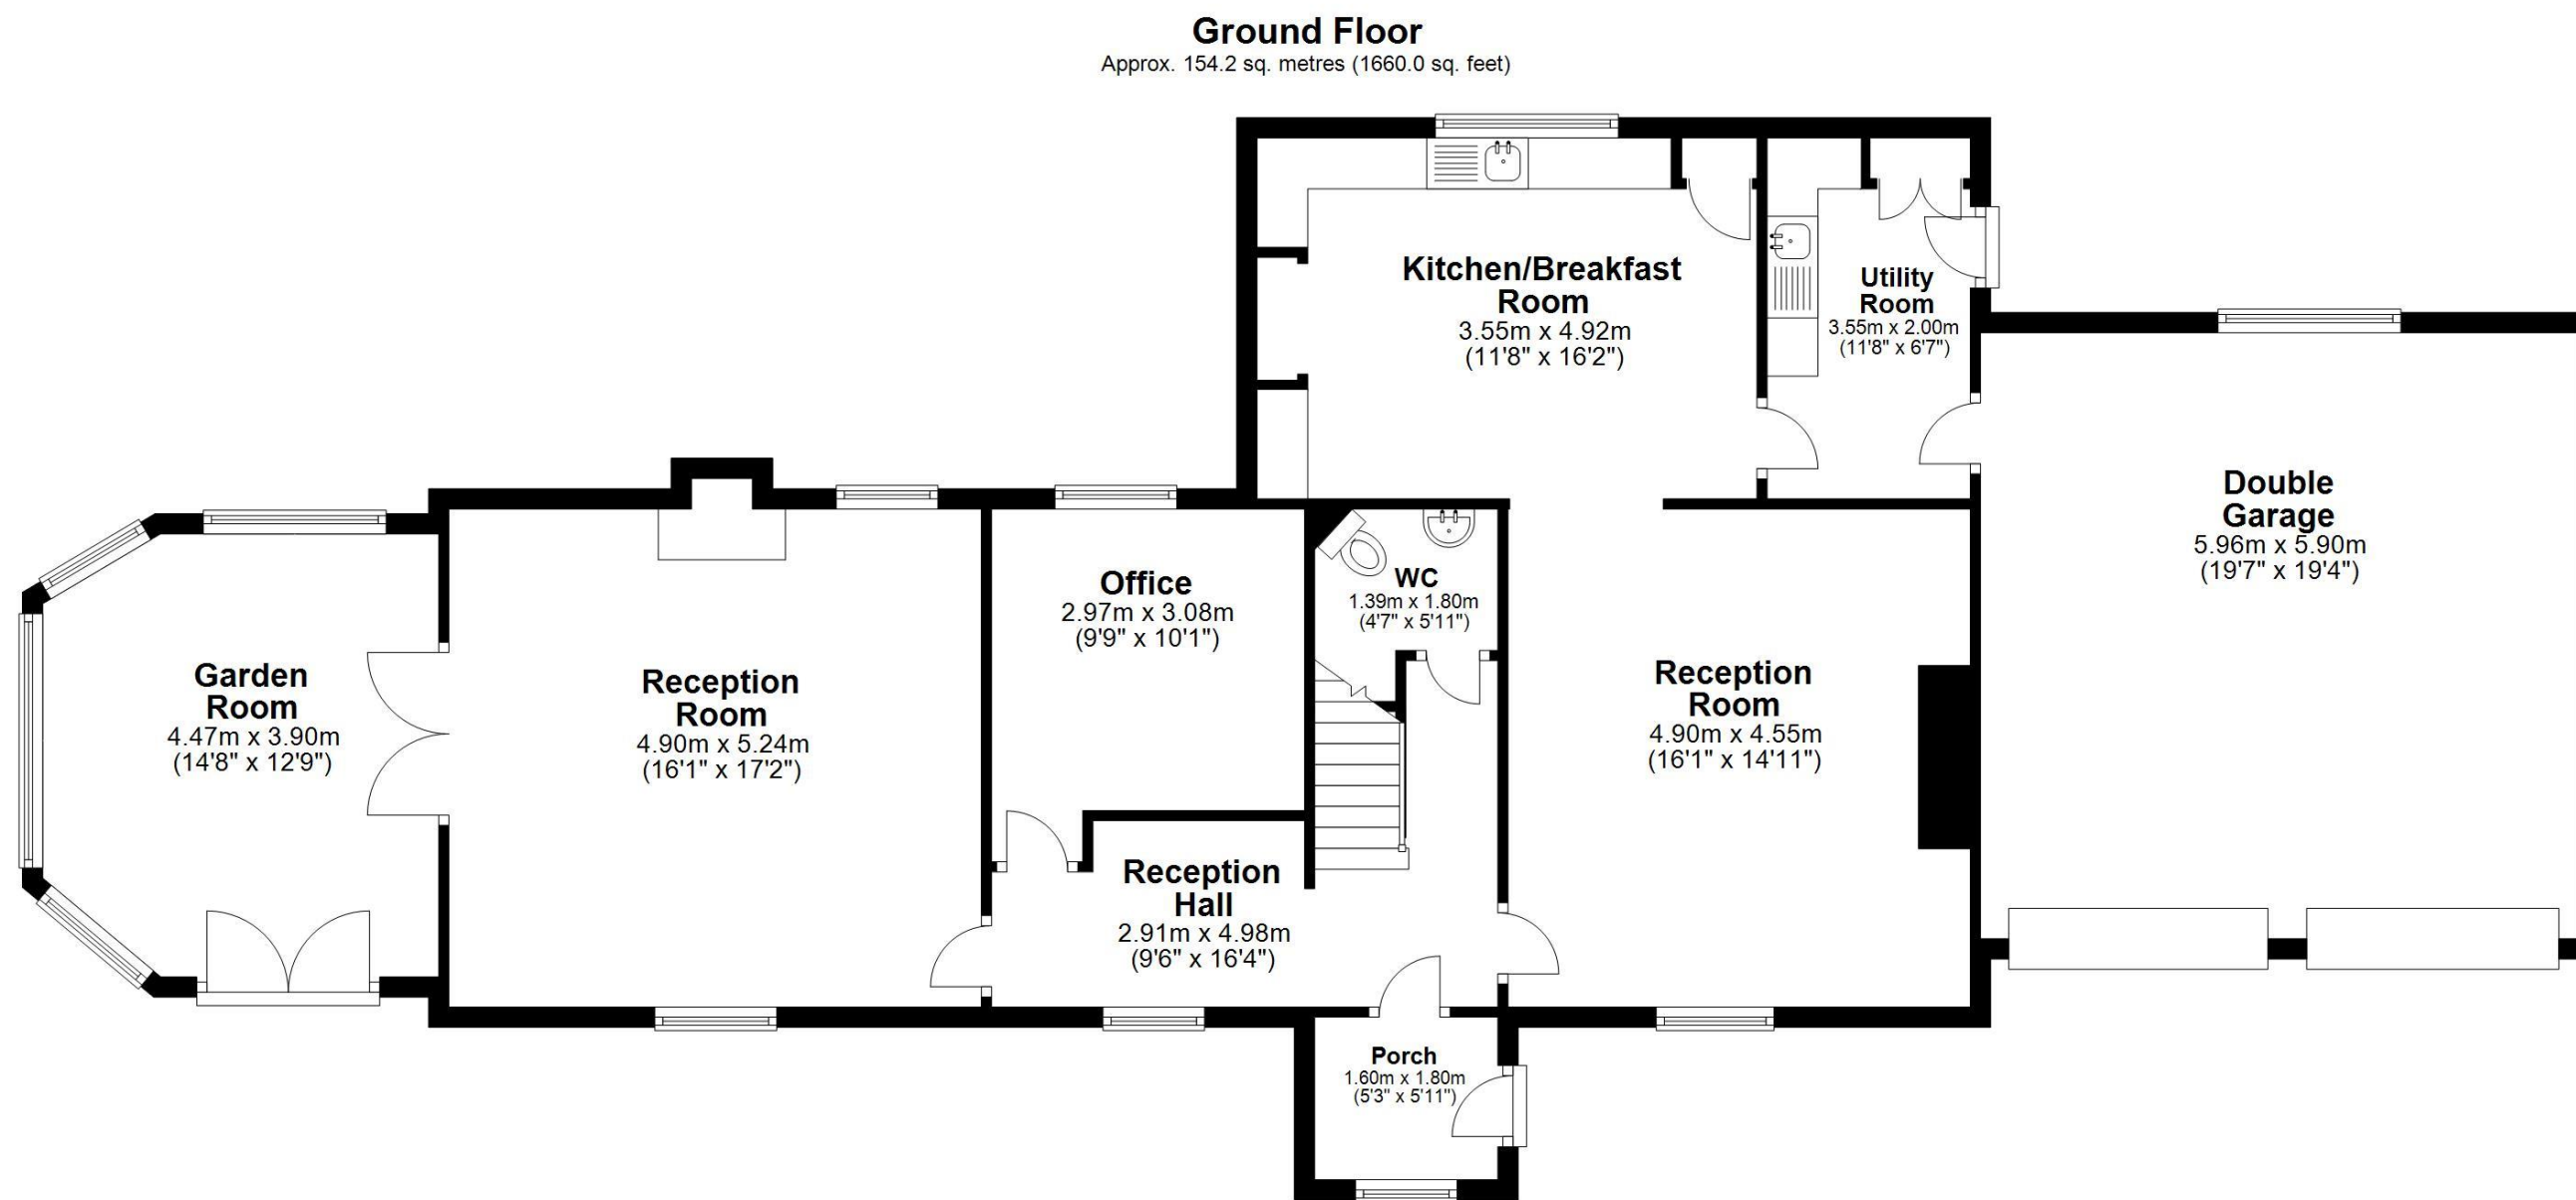 Ground Floor
Approx. 154.2 sq. metres (1660.0 sq. feet)
Kitchen/Breakfast
Room
3.55m x 4.92m
(11'8" x 16'2")
Utility
Room
3.55m x 2.00m
(11'8" x 6'7")
Double
Garage
5.96m x 5.90m
(19'7" x 19'4")
Garden
Room
4.47m x 3.90m
(14'8" x 12'9")
Reception
Room
4.90m x 5.24m
(16'1" x 17'2")
Office
2.97m x 3.08m
(9'9" x 10'1")
WC
1.39m x 1.80m
(4'7" x 5'11")
Reception
Room
4.90m x 4.55m
(16'1" x 14'11")
Reception
Hall
2.91m x 4.98m
(9'6" x 16'4")
Porch
1.60m x 1.80m
(5'3" x 5'11")